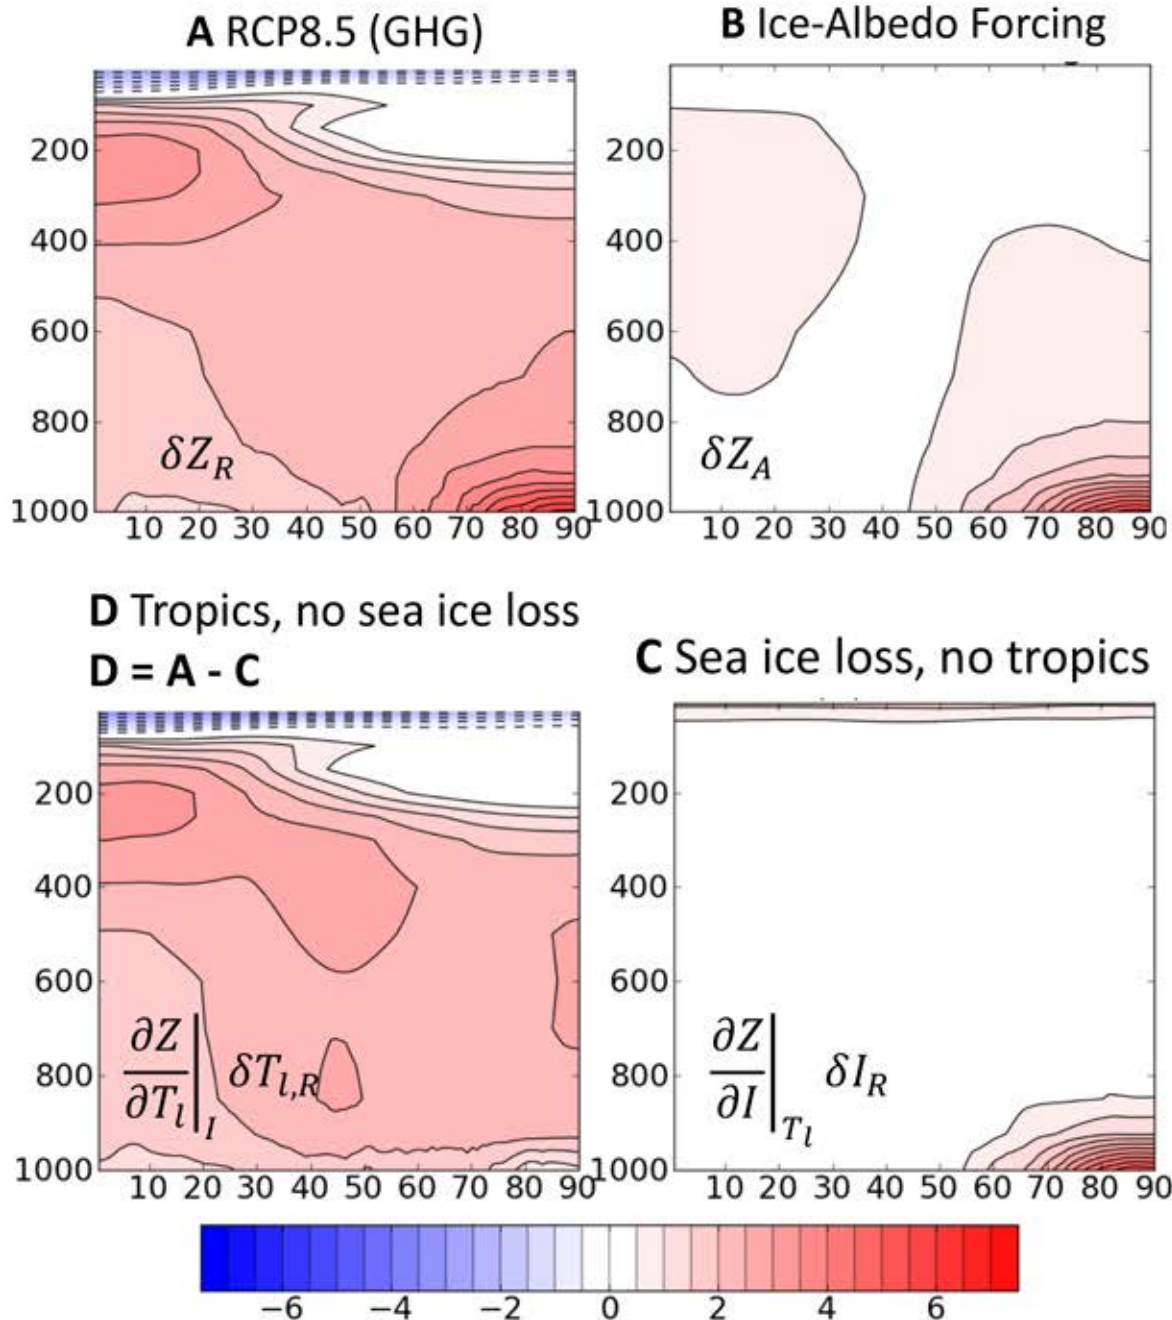 A RCP8.5 (GHG)
B Ice-Albedo Forcing
200
400
600
800
1000
10 20 30 40 50 60 70 80 90
δZ_R
200
400
600
800
1000
10 20 30 40 50 60 70 80 90
δZ_A
D Tropics, no sea ice loss
D = A - C
C Sea ice loss, no tropics
200
400
600
800
1000
10 20 30 40 50 60 70 80 90
∂Z/∂T_l|_I δT_{l,R}
200
400
600
800
1000
10 20 30 40 50 60 70 80 90
∂Z/∂I|_{T_l} δI_R
−6 −4 −2 0 2 4 6